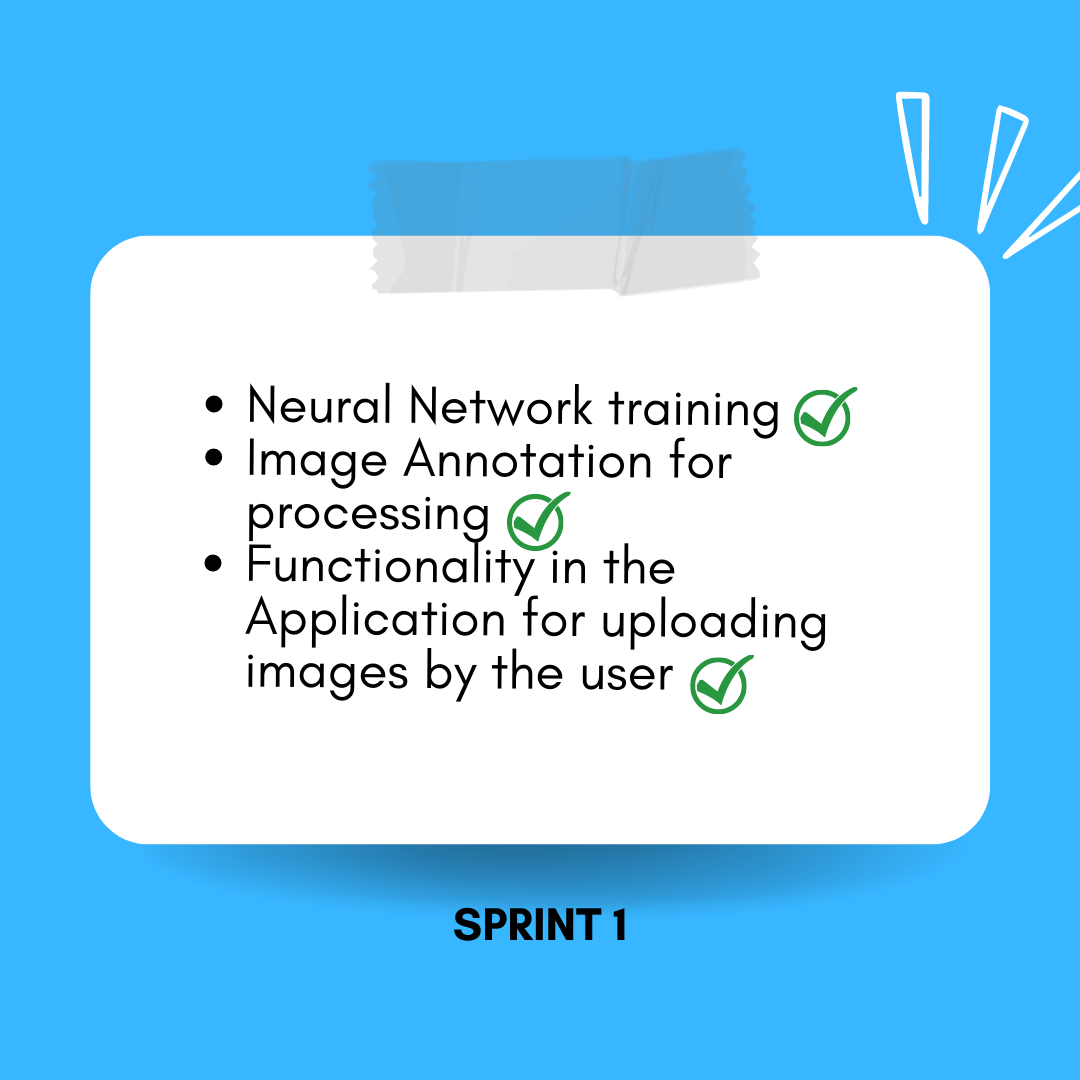 • Neural Network training
• Image Annotation for
processing
• Functionality in the
Application for uploading
images by the user
SPRINT 1